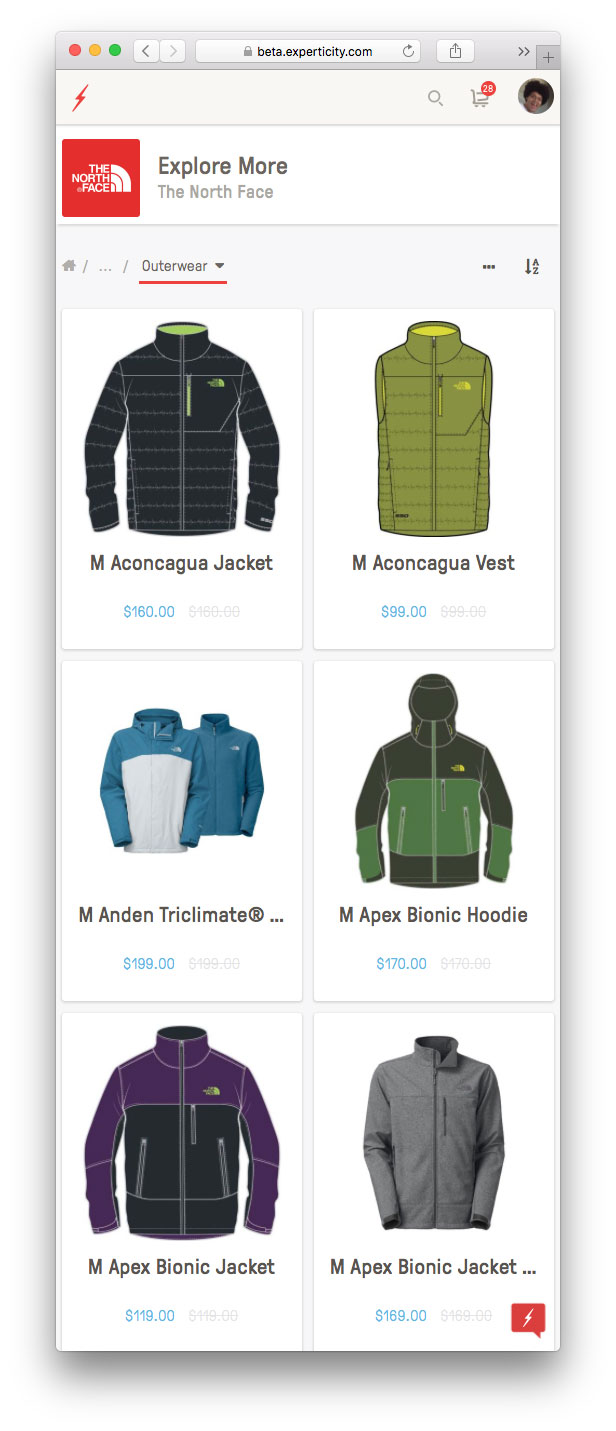 beta.experticity.com
28
THE
NORTH
FACE
Explore More
The North Face
/ ... / Outerwear
A
Z
M Aconcagua Jacket
$160.00 $160.00
M Aconcagua Vest
$99.00 $99.00
M Anden Triclimate® ...
$199.00 $199.00
M Apex Bionic Hoodie
$170.00 $170.00
M Apex Bionic Jacket
$119.00 $119.00
M Apex Bionic Jacket ...
$169.00 $169.00